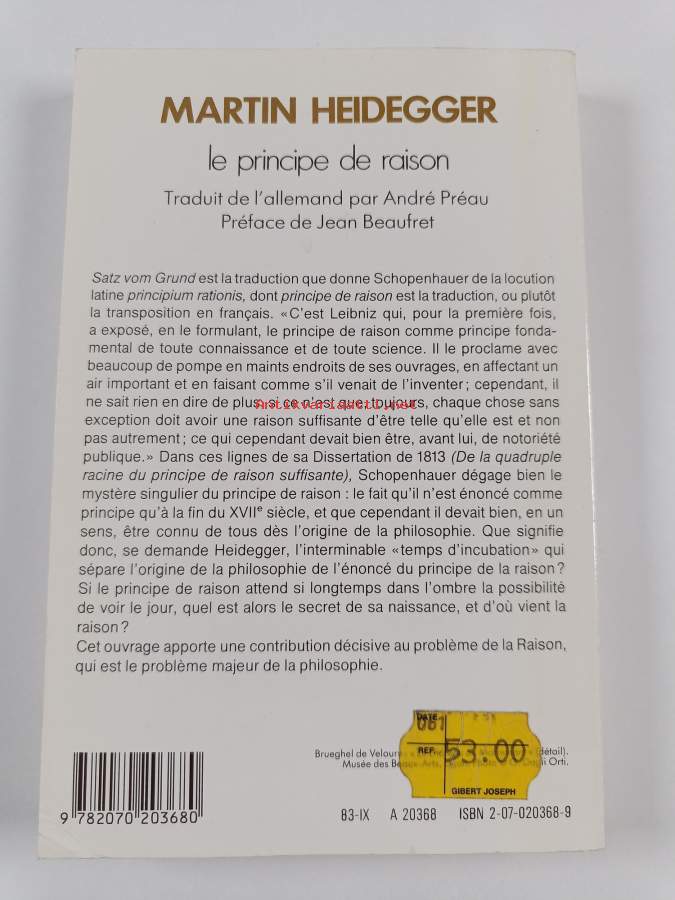 MARTIN HEIDEGGER
le principe de raison
Traduit de l'allemand par André Préau
Préface de Jean Beaufret
Satz vom Grund est la traduction que donne Schopenhauer de la locution
latine principium rationis, dont principe de raison est la traduction, ou plutôt
la transposition en français. «C'est Leibniz qui, pour la première fois,
a exposé, en le formulant, le principe de raison comme principe fonda-
mental de toute connaissance et de toute science. Il le proclame avec
beaucoup de pompe en maints endroits de ses ouvrages, en affectant un
air important et en faisant comme s'il venait de l'inventer; cependant, il
ne sait rien en dire de plus, si ce n'est que, toujours, chaque chose sans
Antikvariaatti.net
exception doit avoir une raison suffisante d'être telle qu'elle est et non
pas autrement; ce qui cependant devait bien être, avant lui, de notoriété
publique.» Dans ces lignes de sa Dissertation de 1813 (De la quadruple
racine du principe de raison suffisante), Schopenhauer dégage bien le
mystère singulier du principe de raison : le fait qu'il n'est énoncé comme
principe qu'à la fin du XVIIe siècle, et que cependant il devait bien, en un
sens, être connu de tous dès l'origine de la philosophie. Que signifie
donc, se demande Heidegger, l'interminable «temps d'incubation» qui
sépare l'origine de la philosophie de l'énoncé du principe de la raison?
Si le principe de raison attend si longtemps dans l'ombre la possibilité
de voir le jour, quel est alors le secret de sa naissance, et d'où vient la
raison?
Cet ouvrage apporte une contribution décisive au problème de la Raison,
qui est le problème majeur de la philosophie.
DATE
061
REF.
53.00
GIBERT JOSEPH
Brueghel de Velours (détail).
Musée des Beaux-Arts, Orti.
9 782070 203680
83-IX A 20368 ISBN 2-07-020368-9